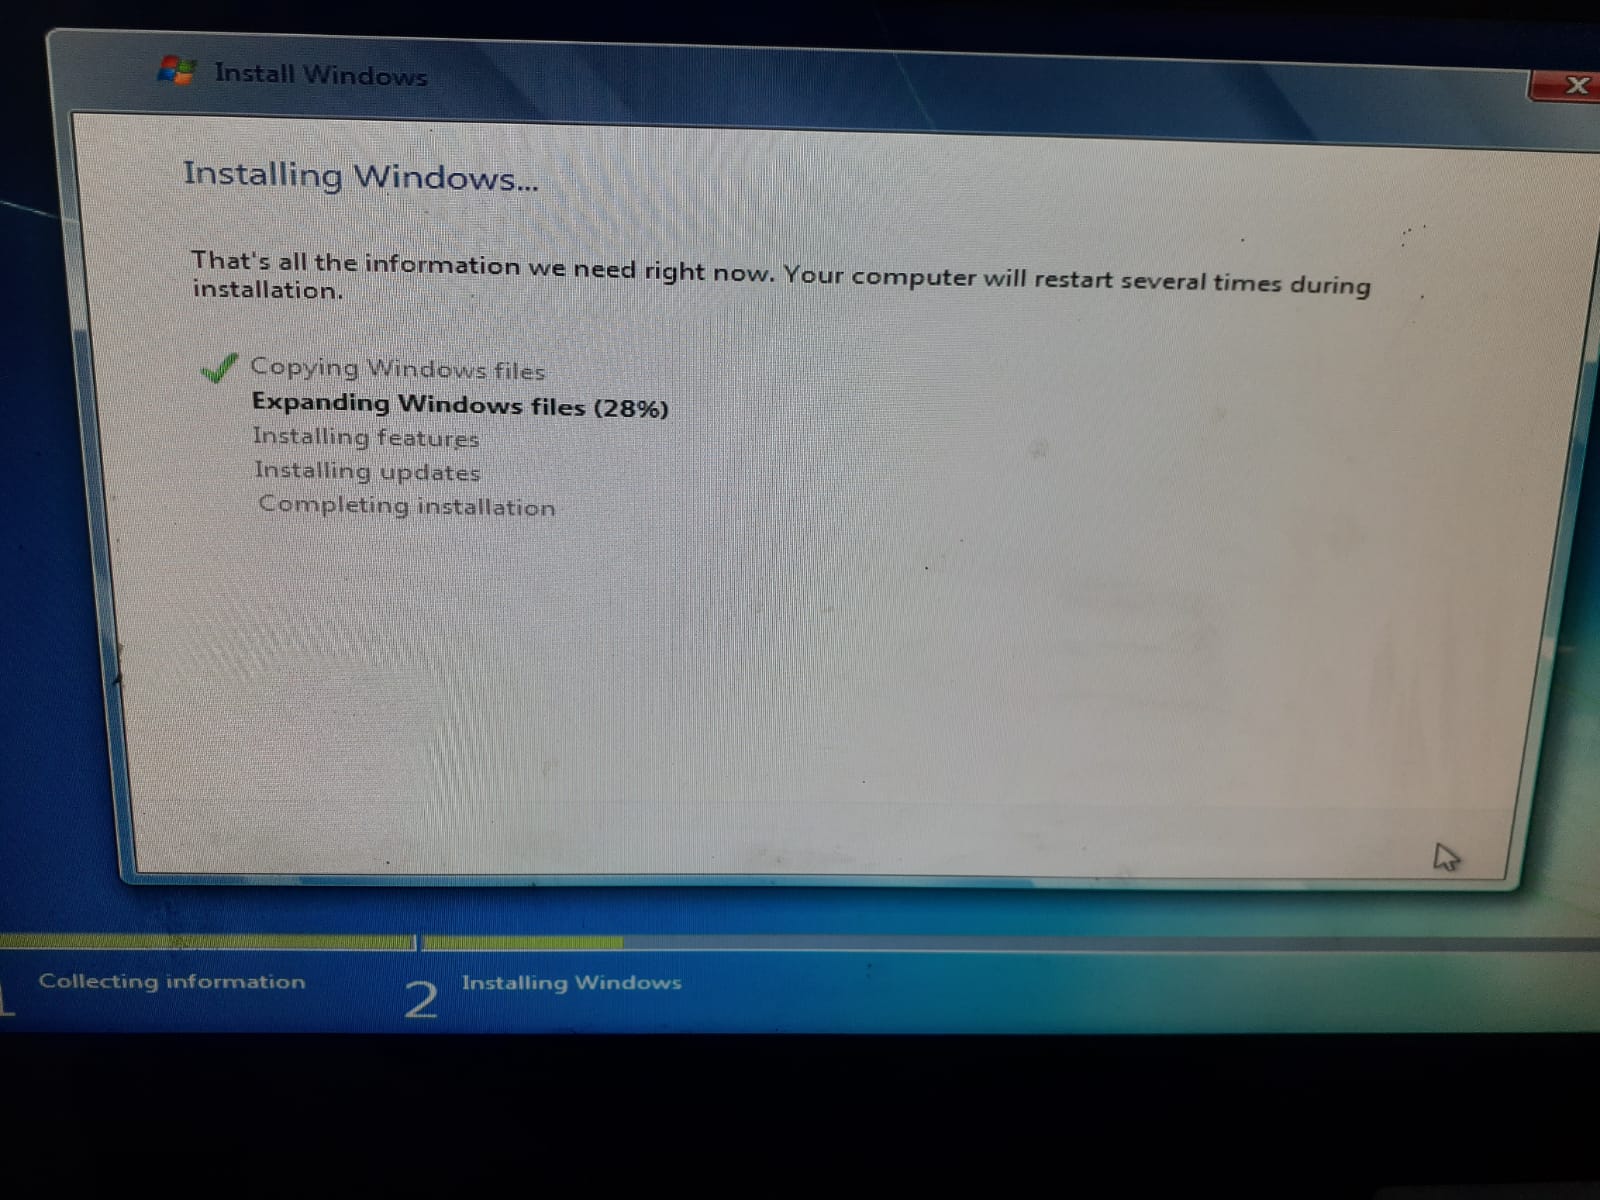 Install Windows
Installing Windows...
That's all the information we need right now. Your computer will restart several times during
installation.
Copying Windows files
Expanding Windows files (28%)
Installing features
Installing updates
Completing installation
1 Collecting information
2 Installing Windows